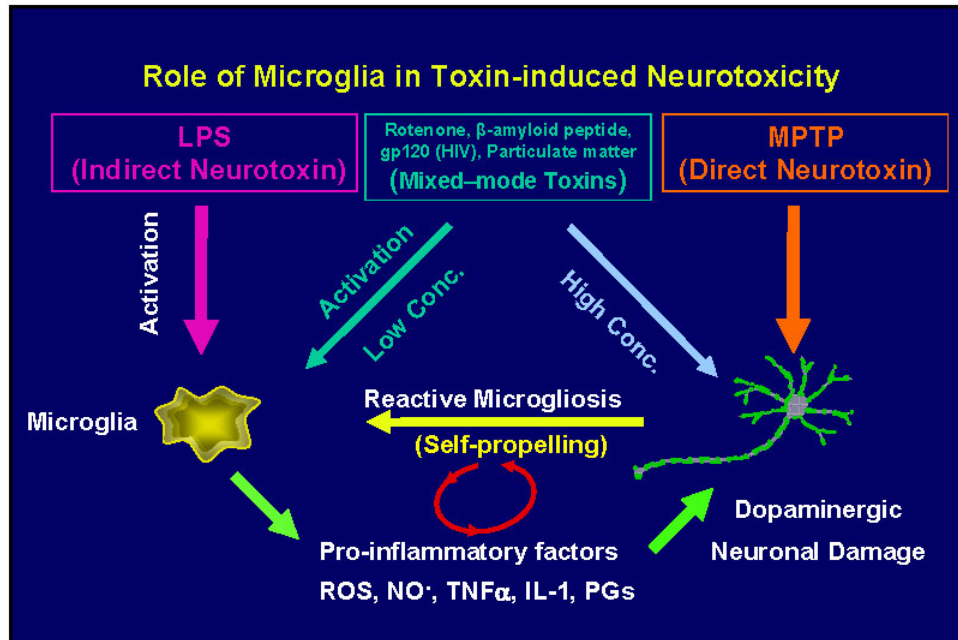 Role of Microglia in Toxin-induced Neurotoxicity
LPS
(Indirect Neurotoxin)
Rotenone, β-amyloid peptide,
gp120 (HIV), Particulate matter
(Mixed–mode Toxins)
MPTP
(Direct Neurotoxin)
Activation
Activation
Low Conc.
High Conc.
Microglia
Reactive Microgliosis
(Self-propelling)
Dopaminergic
Neuronal Damage
Pro-inflammatory factors
ROS, NO·, TNFα, IL-1, PGs